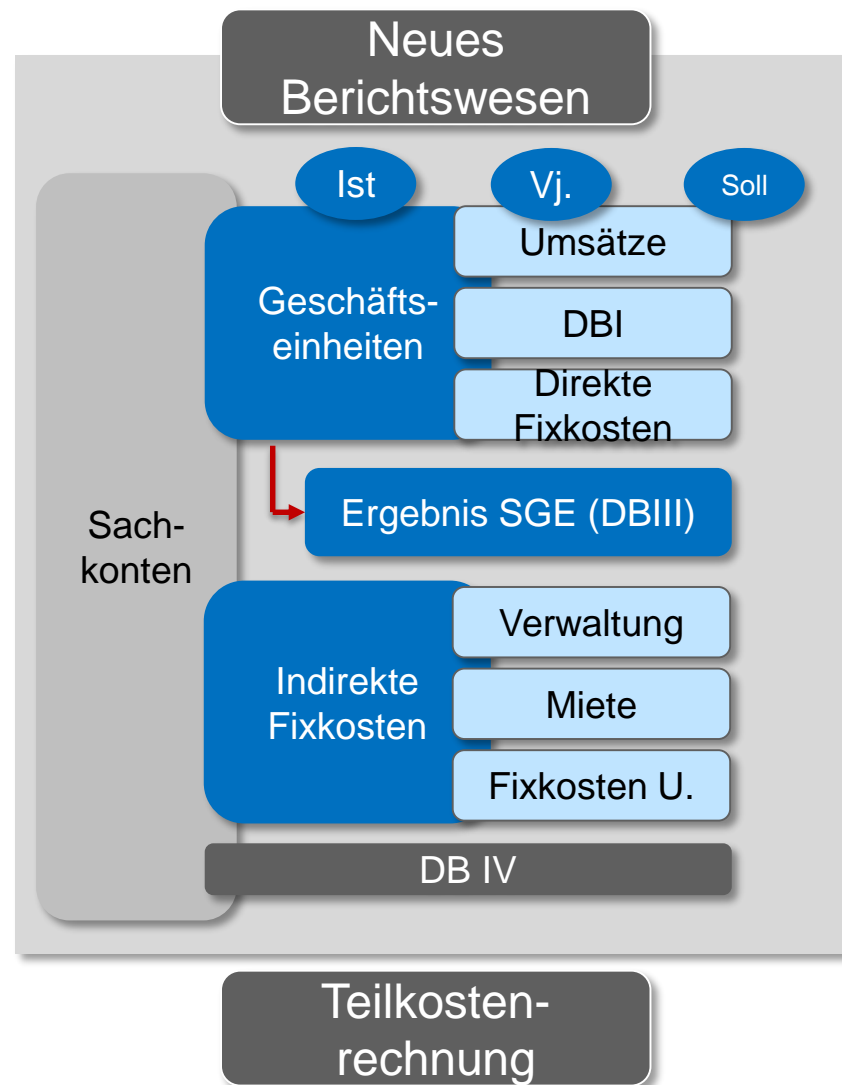 Neues
Berichtswesen
Ist
Vj.
Soll
Geschäfts-
einheiten
Umsätze
DBI
Direkte
Fixkosten
Ergebnis SGE (DBIII)
Sach-
konten
Indirekte
Fixkosten
Verwaltung
Miete
Fixkosten U.
DB IV
Teilkosten-
rechnung